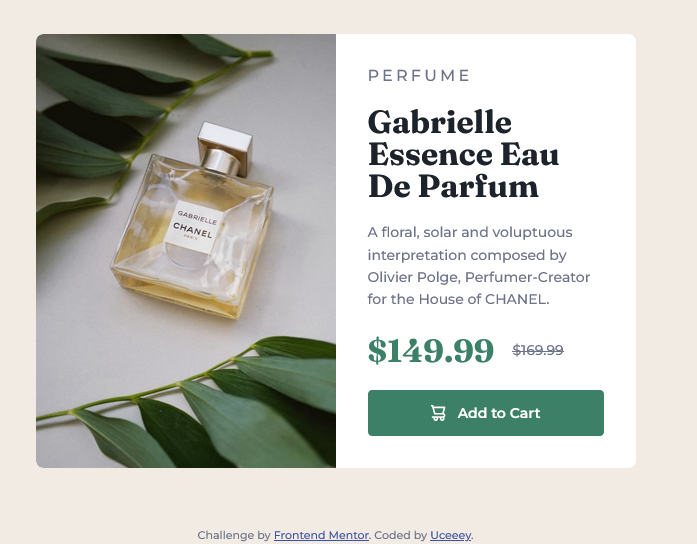 PERFUME
Gabrielle
Essence Eau
De Parfum
A floral, solar and voluptuous
interpretation composed by
Olivier Polge, Perfumer-Creator
for the House of CHANEL.
$149.99 $169.99
Add to Cart
GABRIELLE
CHANEL
PARIS
Challenge by Frontend Mentor. Coded by Uceeey.